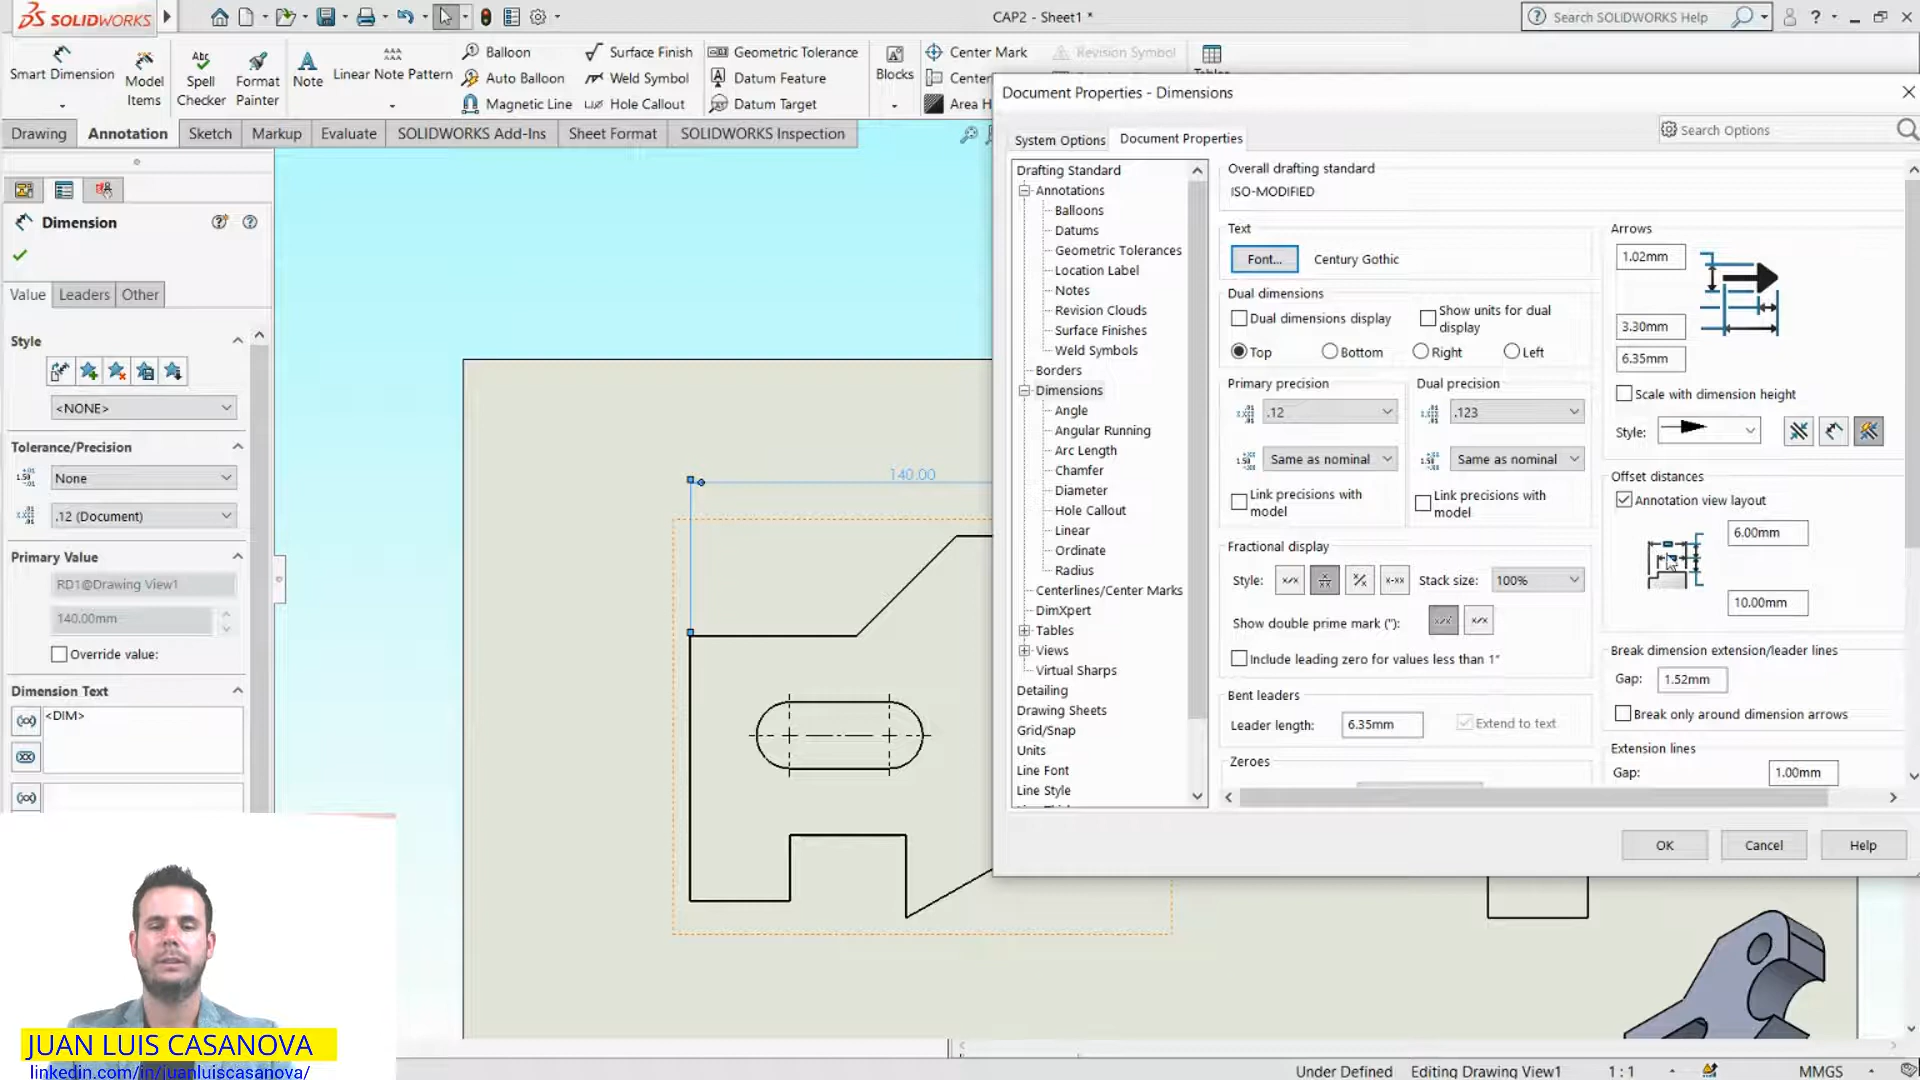 SOLIDWORKS
CAP2 - Sheet1 *
Search SOLIDWORKS Help
Smart Dimension
Model Items
Spell Checker
Format Painter
Note
Linear Note Pattern
Balloon
Auto Balloon
Magnetic Line
Surface Finish
Weld Symbol
Hole Callout
Geometric Tolerance
Datum Feature
Datum Target
Blocks
Center Mark
Center
Area H
Revision Symbol
Drawing
Annotation
Sketch
Markup
Evaluate
SOLIDWORKS Add-Ins
Sheet Format
SOLIDWORKS Inspection
Dimension
Value
Leaders
Other
Style
<NONE>
Tolerance/Precision
None
.12 (Document)
Primary Value
RD1@Drawing View1
140.00mm
Override value:
Dimension Text
<DIM>
140.00
Document Properties - Dimensions
System Options
Document Properties
Search Options
Drafting Standard
Annotations
Balloons
Datums
Geometric Tolerances
Location Label
Notes
Revision Clouds
Surface Finishes
Weld Symbols
Borders
Dimensions
Angle
Angular Running
Arc Length
Chamfer
Diameter
Hole Callout
Linear
Ordinate
Radius
Centerlines/Center Marks
DimXpert
Tables
Views
Virtual Sharps
Detailing
Drawing Sheets
Grid/Snap
Units
Line Font
Line Style
Overall drafting standard
ISO-MODIFIED
Text
Font...
Century Gothic
Dual dimensions
Dual dimensions display
Show units for dual
display
Top
Bottom
Right
Left
Primary precision
.12
Same as nominal
Link precisions with
model
Dual precision
.123
Same as nominal
Link precisions with
model
Fractional display
Style:
Stack size:
100%
Show double prime mark ("):
Include leading zero for values less than 1"
Bent leaders
Leader length:
6.35mm
Extend to text
Zeroes
Arrows
1.02mm
3.30mm
6.35mm
Scale with dimension height
Style:
Offset distances
Annotation view layout
6.00mm
10.00mm
Break dimension extension/leader lines
Gap:
1.52mm
Break only around dimension arrows
Extension lines
Gap:
1.00mm
OK
Cancel
Help
JUAN LUIS CASANOVA
linkedin.com/in/juanluiscasanova/
Under Defined
Editing Drawing View1
1 : 1
MMGS